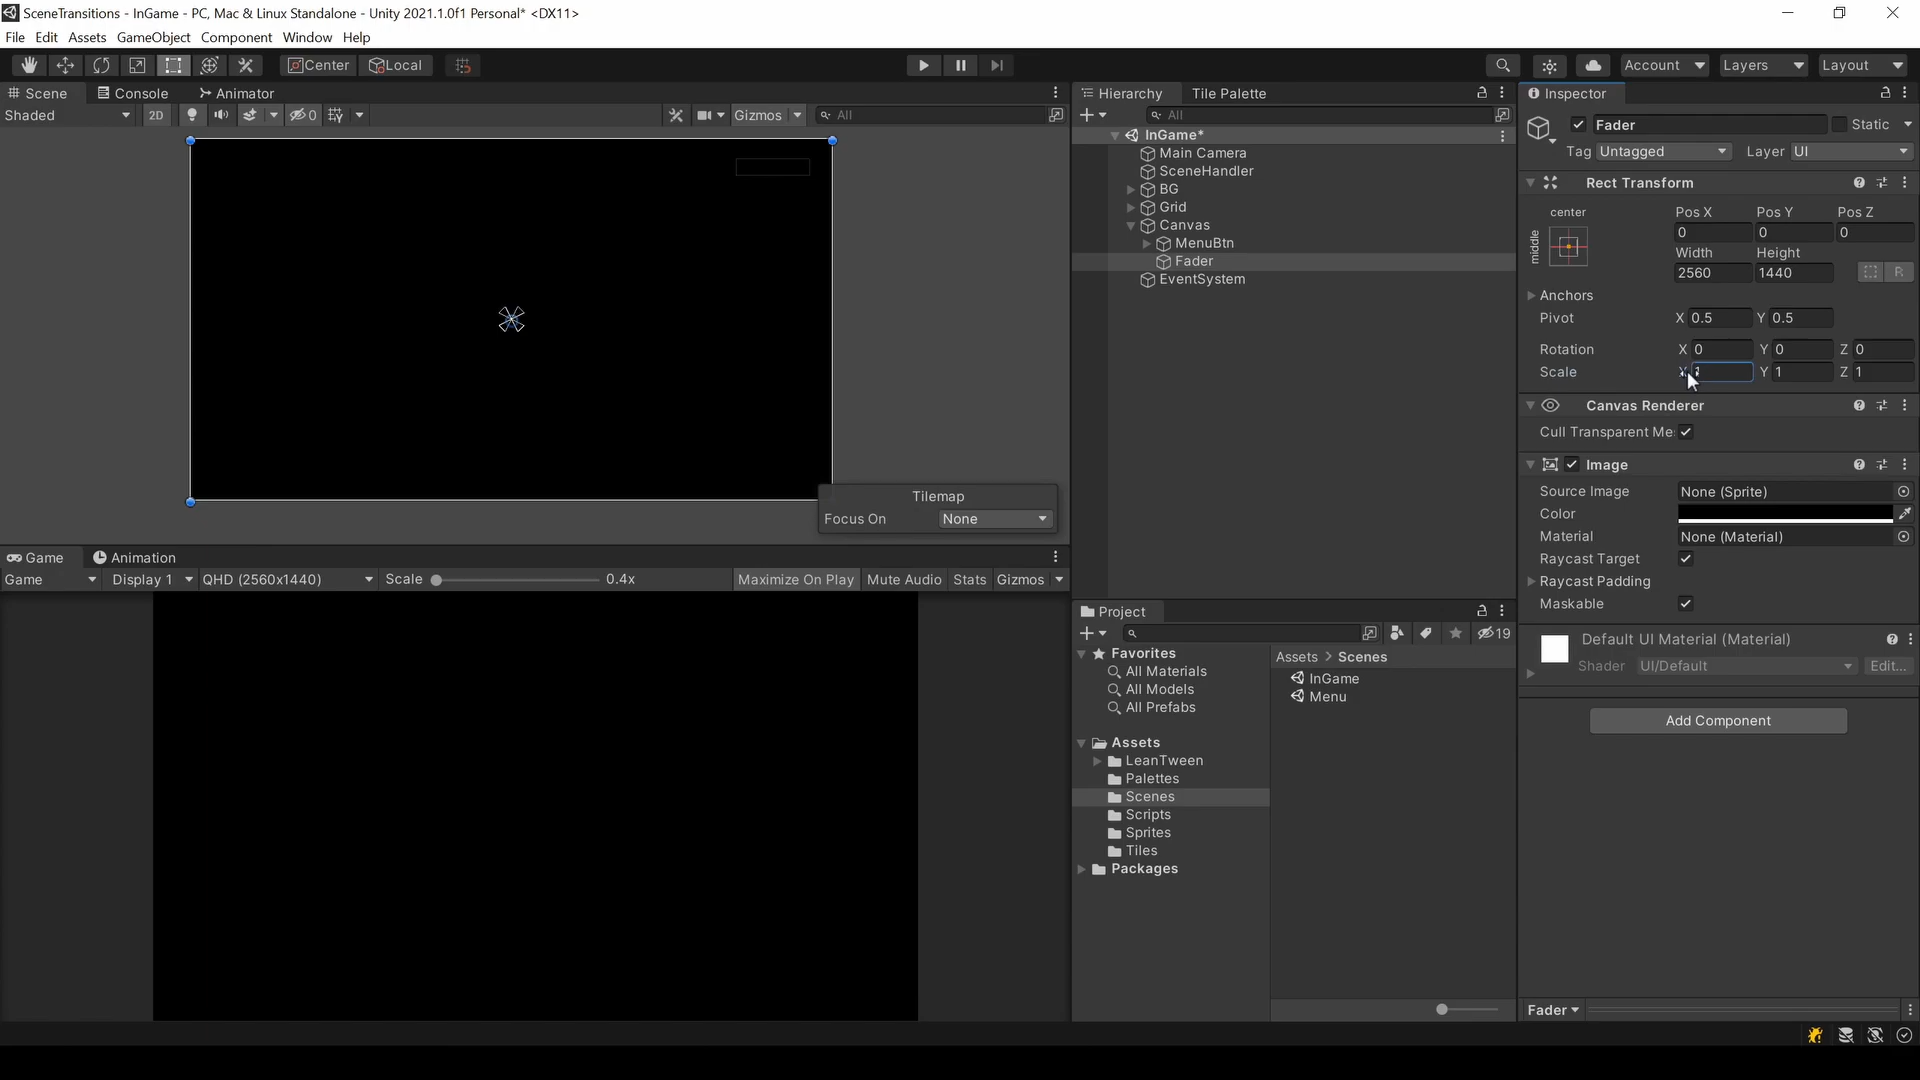 SceneTransitions - InGame - PC, Mac & Linux Standalone - Unity 2021.1.0f1 Personal* <DX11>
File Edit Assets GameObject Component Window Help
Center Local Account Layers Layout
Scene Console Animator
Shaded 2D 0 Gizmos All
Tilemap
Focus On None
Game Animation
Game Display 1 QHD (2560x1440) Scale 0.4x Maximize On Play Mute Audio Stats Gizmos
Hierarchy Tile Palette
All
InGame*
Main Camera
SceneHandler
BG
Grid
Canvas
MenuBtn
Fader
EventSystem
Project
19
Favorites
All Materials
All Models
All Prefabs
Assets
LeanTween
Palettes
Scenes
Scripts
Sprites
Tiles
Packages
Assets > Scenes
InGame
Menu
Inspector
Fader Static
Tag Untagged Layer UI
Rect Transform
center Pos X Pos Y Pos Z
middle 0 0 0
Width Height
2560 1440 R
Anchors
Pivot X 0.5 Y 0.5
Rotation X 0 Y 0 Z 0
Scale X 1 Y 1 Z 1
Canvas Renderer
Cull Transparent Me
Image
Source Image None (Sprite)
Color
Material None (Material)
Raycast Target
Raycast Padding
Maskable
Default UI Material (Material)
Shader UI/Default Edit...
Add Component
Fader